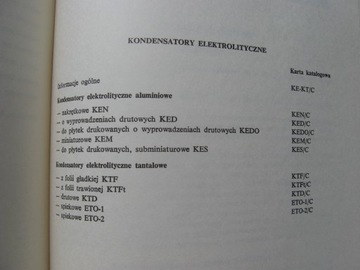 KONDENSATORY ELEKTROLITYCZNE
Karta katalogowa
Informacje ogólne KE-KT/C
Kondensatory elektrolityczne aluminiowe
– nakrętkowe KEN KEN/C
– o wyprowadzeniach drutowych KED KED/C
– do płytek drukowanych o wyprowadzeniach drutowych KEDO KEDO/C
– miniaturowe KEM KEM/C
– do płytek drukowanych, subminiaturowe KES KES/C
Kondensatory elektrolityczne tantalowe
– z folii gładkiej KTF KTF/C
– z folii trawionej KTFt KTFt/C
– drutowe KTD KTD/C
– spiekowe ETO-1 ETO-1/C
– spiekowe ETO-2 ETO-2/C